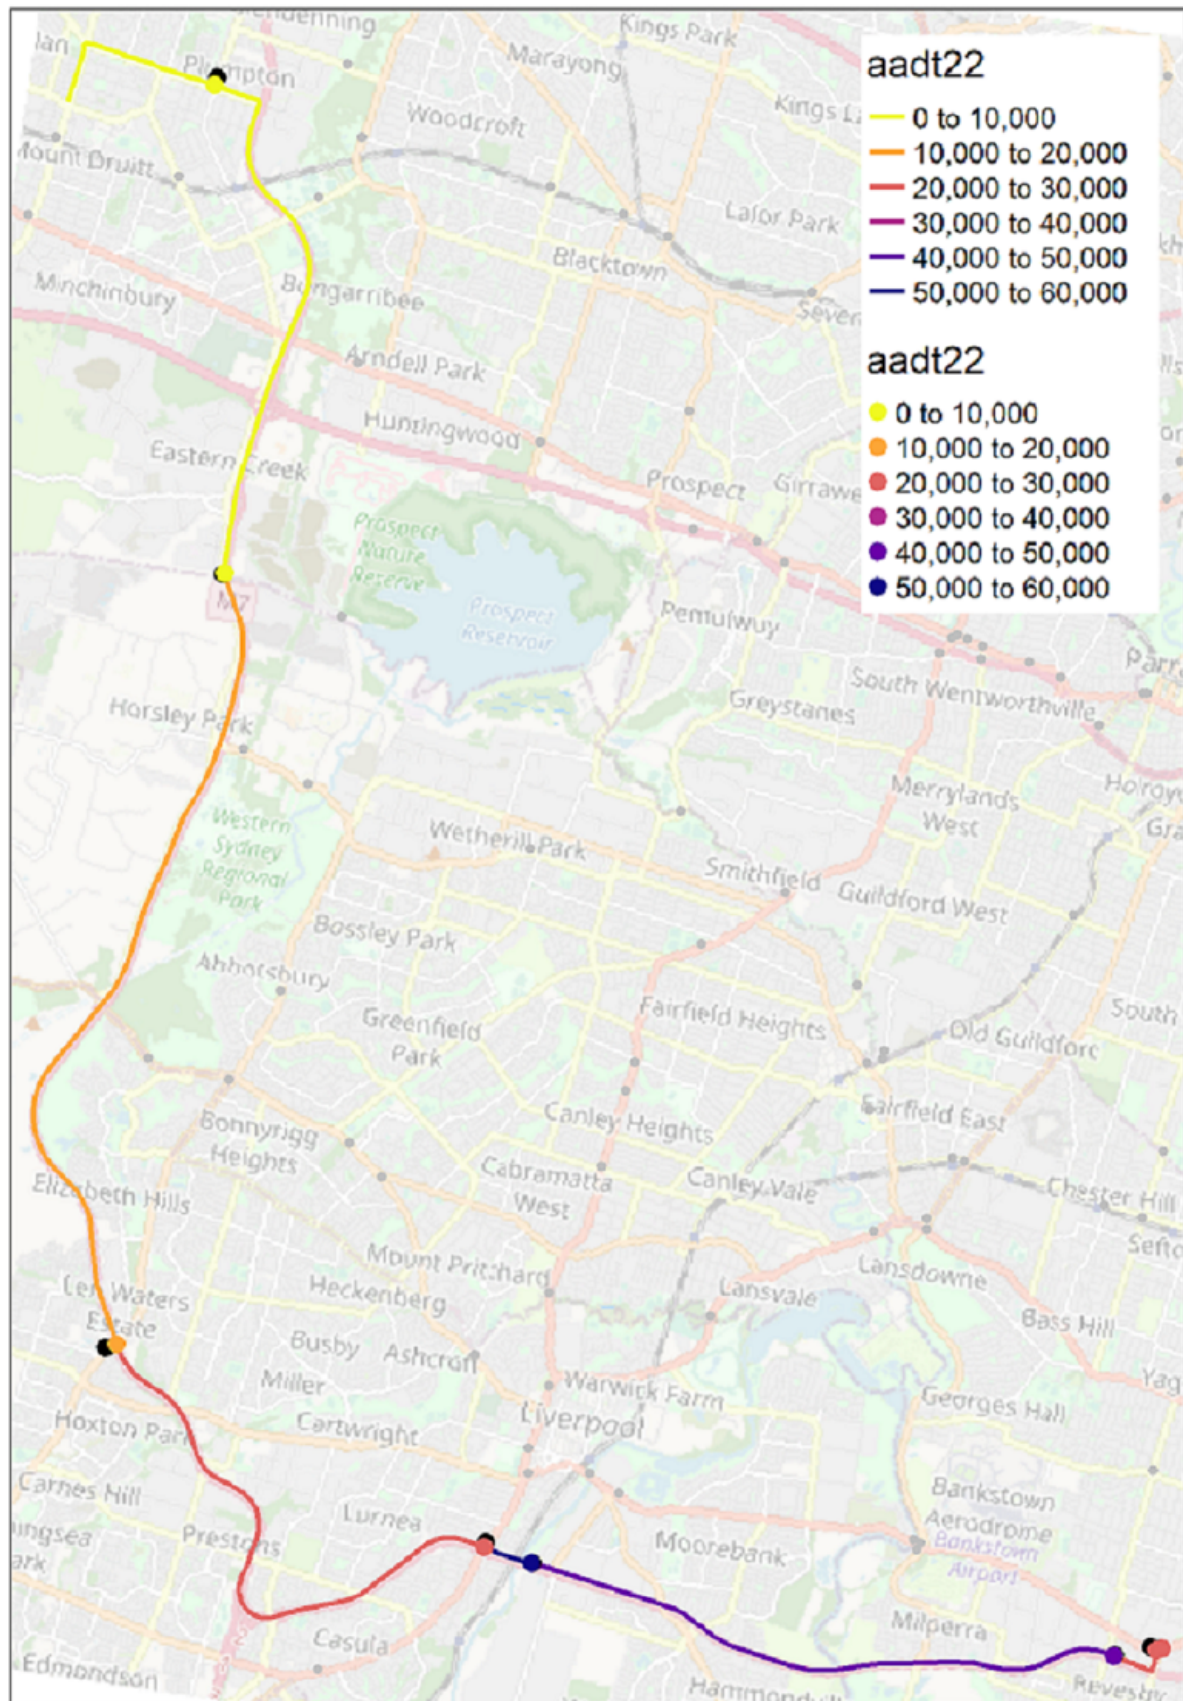 Kings Park
Marayong
Plumpton
aadt22
0 to 10,000
10,000 to 20,000
20,000 to 30,000
30,000 to 40,000
40,000 to 50,000
50,000 to 60,000
aadt22
0 to 10,000
10,000 to 20,000
20,000 to 30,000
30,000 to 40,000
40,000 to 50,000
50,000 to 60,000
Woodcroft
Mount Druitt
Lalor Park
Blacktown
Minchinbury
Bungarribee
Arndell Park
Huntingwood
Eastern Creek
Prospect
Prospect
Nature
Reserve
Prospect
Reservoir
M7
Pemulwuy
South Wentworthville
Greystanes
Horsley Park
Merrylands
West
Western
Sydney
Regional
Park
Wetherill Park
Smithfield
Guildford West
Bossley Park
Abbotsbury
Greenfield
Park
Fairfield Heights
Old Guildford
South
Bonnyrigg
Heights
Canley Heights
Fairfield East
Elizabeth Hills
Cabramatta
West
Canley Vale
Chester Hill
Mount Pritchard
Lansdowne
Len Waters
Estate
Heckenberg
Lansvale
Bass Hill
Busby
Ashcroft
Miller
Warwick Farm
Georges Hall
Liverpool
Hoxton Park
Cartwright
Carnes Hill
Bankstown
Aerodrome
Bankstown
Airport
Lurnea
Prestons
Moorebank
Milperra
Casula
Edmondson